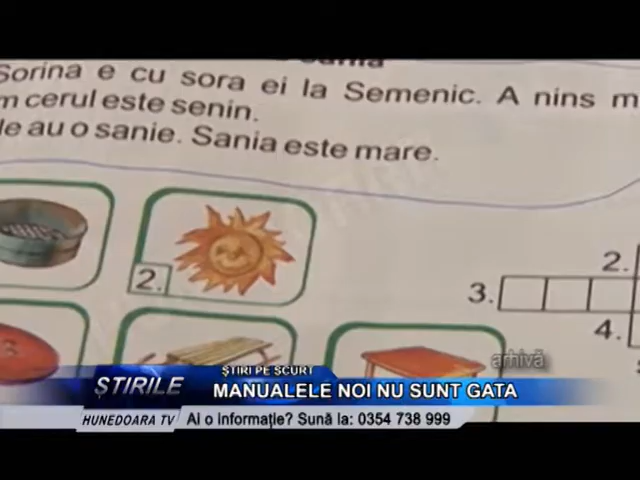 Sorina e cu sora ei la Semenic. A nins
cerul este senin.
au o sanie. Sania este mare.
2.
2.
3.
4.
arhivă
ȘTIRI PE SCURT
ȘTIRILE
MANUALELE NOI NU SUNT GATA
HUNEDOARA TV
Ai o informație? Sună la: 0354 738 999